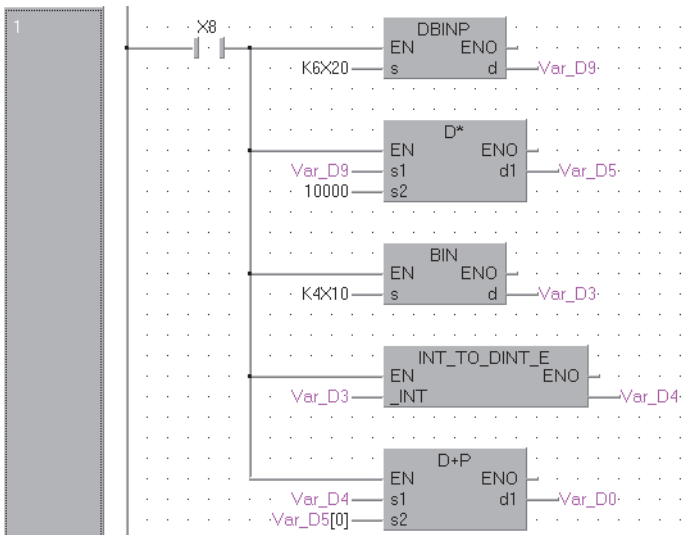 1
X8
DBINP
EN ENO
K6X20 s d Var_D9
D*
EN ENO
Var_D9 s1 d1 Var_D5
10000 s2
BIN
EN ENO
K4X10 s d Var_D3
INT_TO_DINT_E
EN ENO
Var_D3 _INT Var_D4
D+P
EN ENO
Var_D4 s1 d1 Var_D0
Var_D5[0] s2